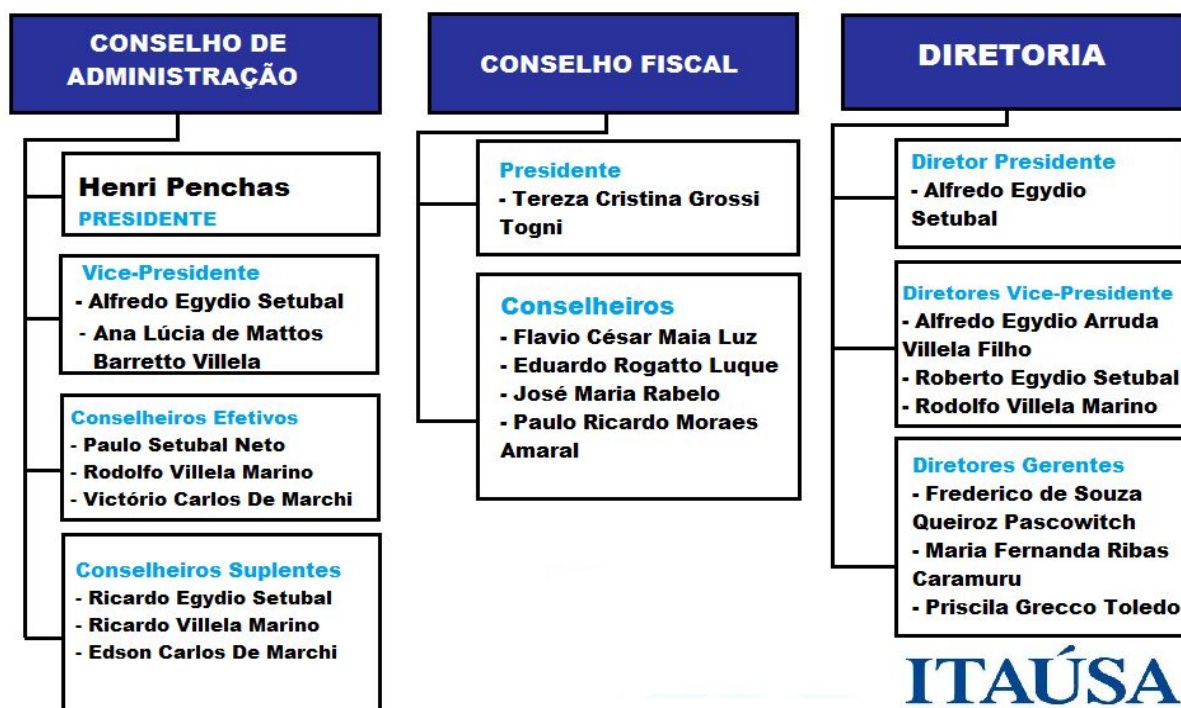 CONSELHO DE
ADMINISTRAÇÃO
Henri Penchas
PRESIDENTE
Vice-Presidente
- Alfredo Egydio Setubal
- Ana Lúcia de Mattos
Barretto Villela
Conselheiros Efetivos
- Paulo Setubal Neto
- Rodolfo Villela Marino
- Victório Carlos De Marchi
Conselheiros Suplentes
- Ricardo Egydio Setubal
- Ricardo Villela Marino
- Edson Carlos De Marchi
CONSELHO FISCAL
Presidente
- Tereza Cristina Grossi
Togni
Conselheiros
- Flavio César Maia Luz
- Eduardo Rogatto Luque
- José Maria Rabelo
- Paulo Ricardo Moraes
Amaral
DIRETORIA
Diretor Presidente
- Alfredo Egydio
Setubal
Diretores Vice-Presidente
- Alfredo Egydio Arruda
Villela Filho
- Roberto Egydio Setubal
- Rodolfo Villela Marino
Diretores Gerentes
- Frederico de Souza
Queiroz Pascowitch
- Maria Fernanda Ribas
Caramuru
- Priscila Grecco Toledo
ITAÚSA